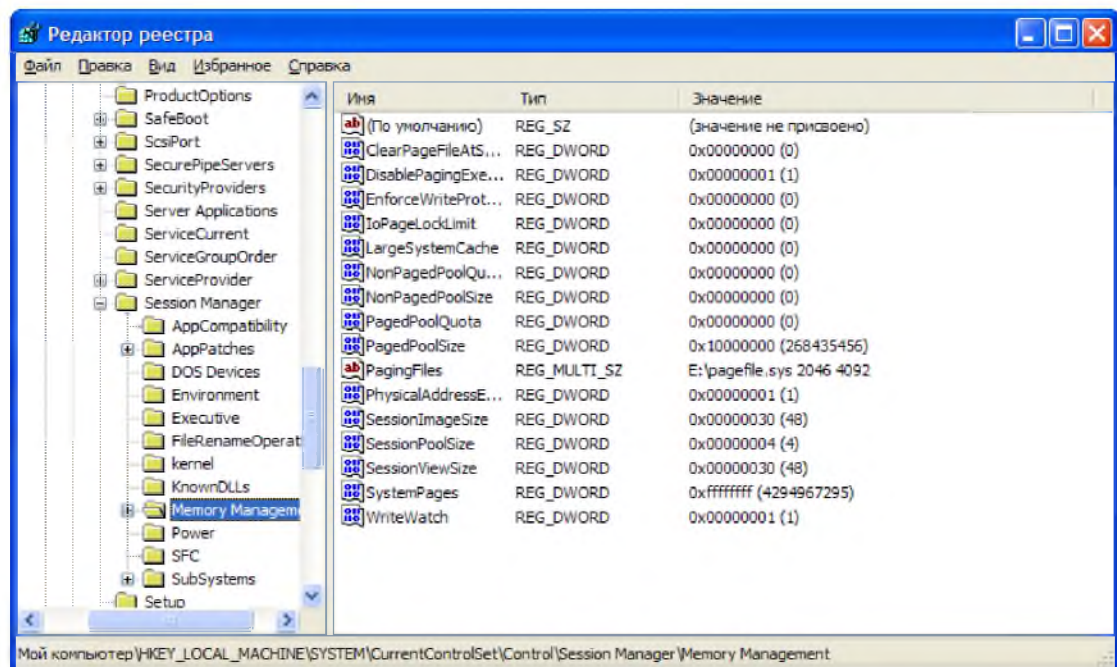 Редактор реестра
Файл Правка Вид Избранное Справка
ProductOptions
SafeBoot
ScsiPort
SecurePipeServers
SecurityProviders
Server Applications
ServiceCurrent
ServiceGroupOrder
ServiceProvider
Session Manager
AppCompatibility
AppPatches
DOS Devices
Environment
Executive
FileRenameOperat
kernel
KnownDLLs
Memory Managem
Power
SFC
SubSystems
Setup
Имя Тип Значение
(По умолчанию) REG_SZ (значение не присвоено)
ClearPageFileAtS... REG_DWORD 0x00000000 (0)
DisablePagingExe... REG_DWORD 0x00000001 (1)
EnforceWriteProt... REG_DWORD 0x00000000 (0)
IoPageLockLimit REG_DWORD 0x00000000 (0)
LargeSystemCache REG_DWORD 0x00000000 (0)
NonPagedPoolQu... REG_DWORD 0x00000000 (0)
NonPagedPoolSize REG_DWORD 0x00000000 (0)
PagedPoolQuota REG_DWORD 0x00000000 (0)
PagedPoolSize REG_DWORD 0x10000000 (268435456)
PagingFiles REG_MULTI_SZ E:\pagefile.sys 2046 4092
PhysicalAddressE... REG_DWORD 0x00000001 (1)
SessionImageSize REG_DWORD 0x00000030 (48)
SessionPoolSize REG_DWORD 0x00000004 (4)
SessionViewSize REG_DWORD 0x00000030 (48)
SystemPages REG_DWORD 0xffffffff (4294967295)
WriteWatch REG_DWORD 0x00000001 (1)
Мой компьютер\HKEY_LOCAL_MACHINE\SYSTEM\CurrentControlSet\Control\Session Manager\Memory Management